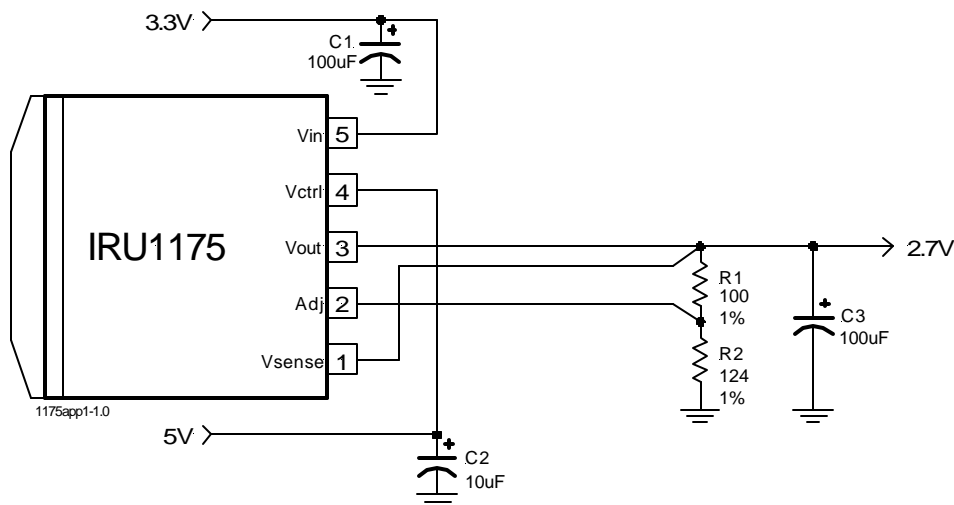 3.3V
C1
100uF
Vin 5
Vctrl 4
IRU1175
Vout 3
2.7V
R1
100
1%
Adj 2
C3
100uF
R2
124
1%
Vsense 1
1175app1-1.0
5V
C2
10uF